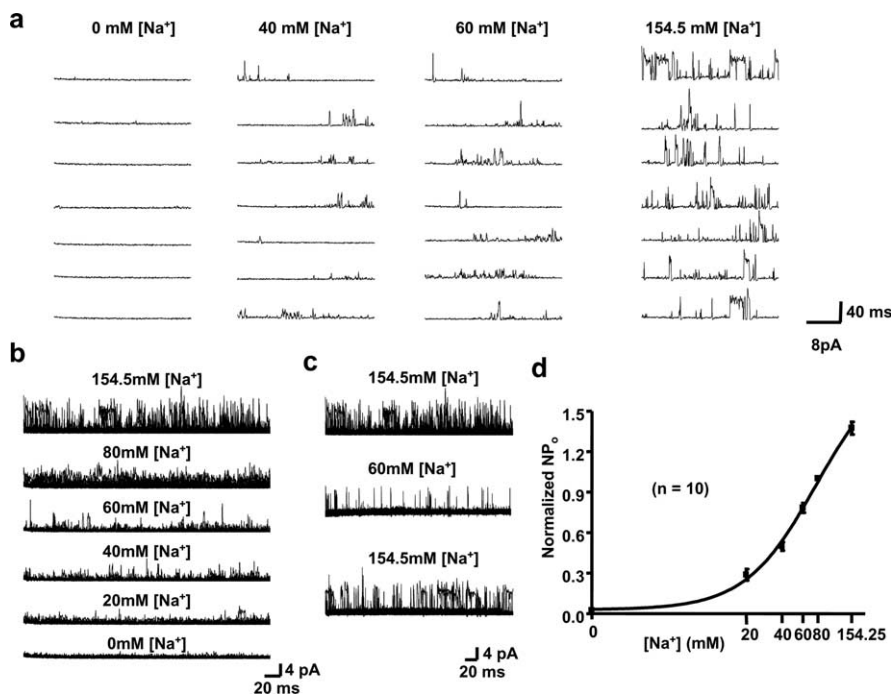 a
0 mM [Na⁺] 40 mM [Na⁺] 60 mM [Na⁺] 154.5 mM [Na⁺]
40 ms
8pA
b
154.5mM [Na⁺]
80mM [Na⁺]
60mM [Na⁺]
40mM [Na⁺]
20mM [Na⁺]
0mM [Na⁺]
4 pA
20 ms
c
154.5mM [Na⁺]
60mM [Na⁺]
154.5mM [Na⁺]
4 pA
20 ms
d
Normalized NPₒ
1.5
1.2
0.9
0.6
0.3
0.0
(n = 10)
0 20 40 60 80 154.25
[Na⁺] (mM)